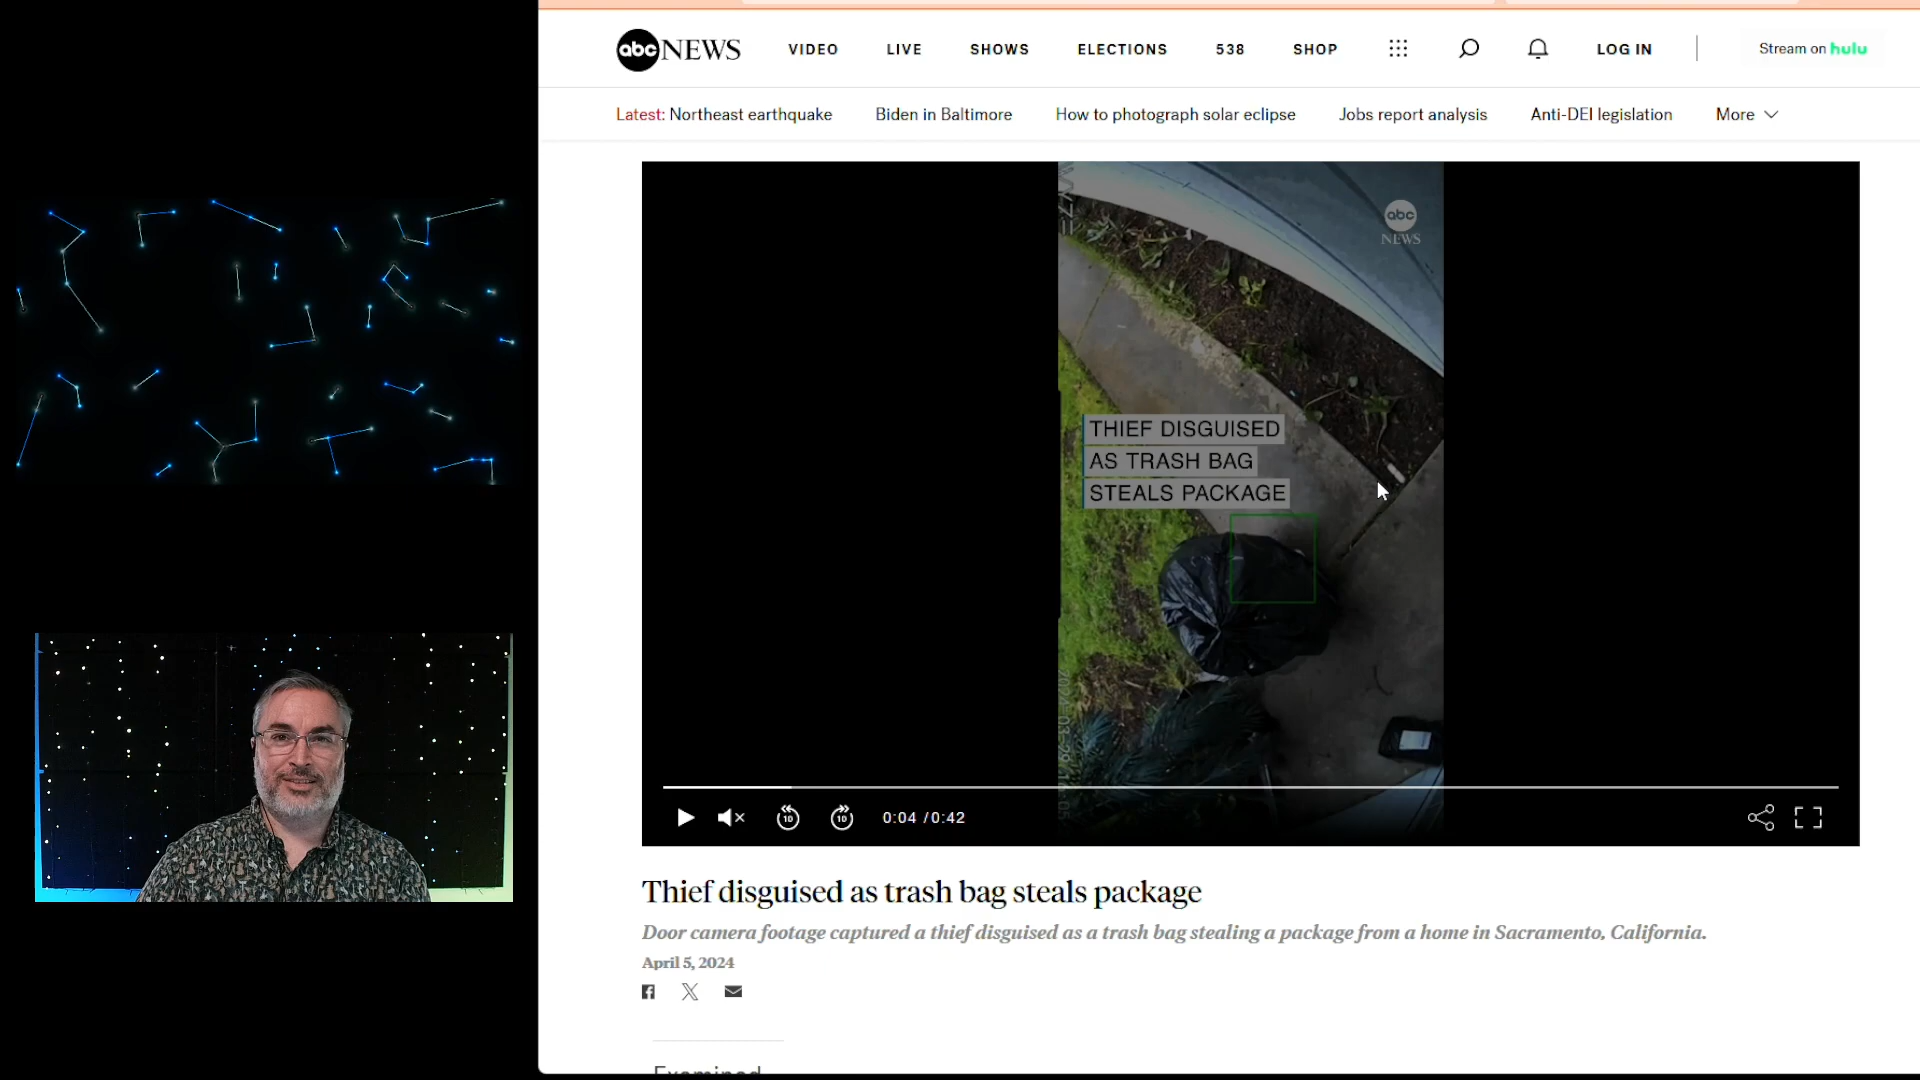 abc NEWS VIDEO LIVE SHOWS ELECTIONS 538 SHOP LOG IN Stream on hulu
Latest: Northeast earthquake Biden in Baltimore How to photograph solar eclipse Jobs report analysis Anti-DEI legislation More
abc
NEWS
THIEF DISGUISED
AS TRASH BAG
STEALS PACKAGE
10 10 0:04 / 0:42
Thief disguised as trash bag steals package
Door camera footage captured a thief disguised as a trash bag stealing a package from a home in Sacramento, California.
April 5, 2024